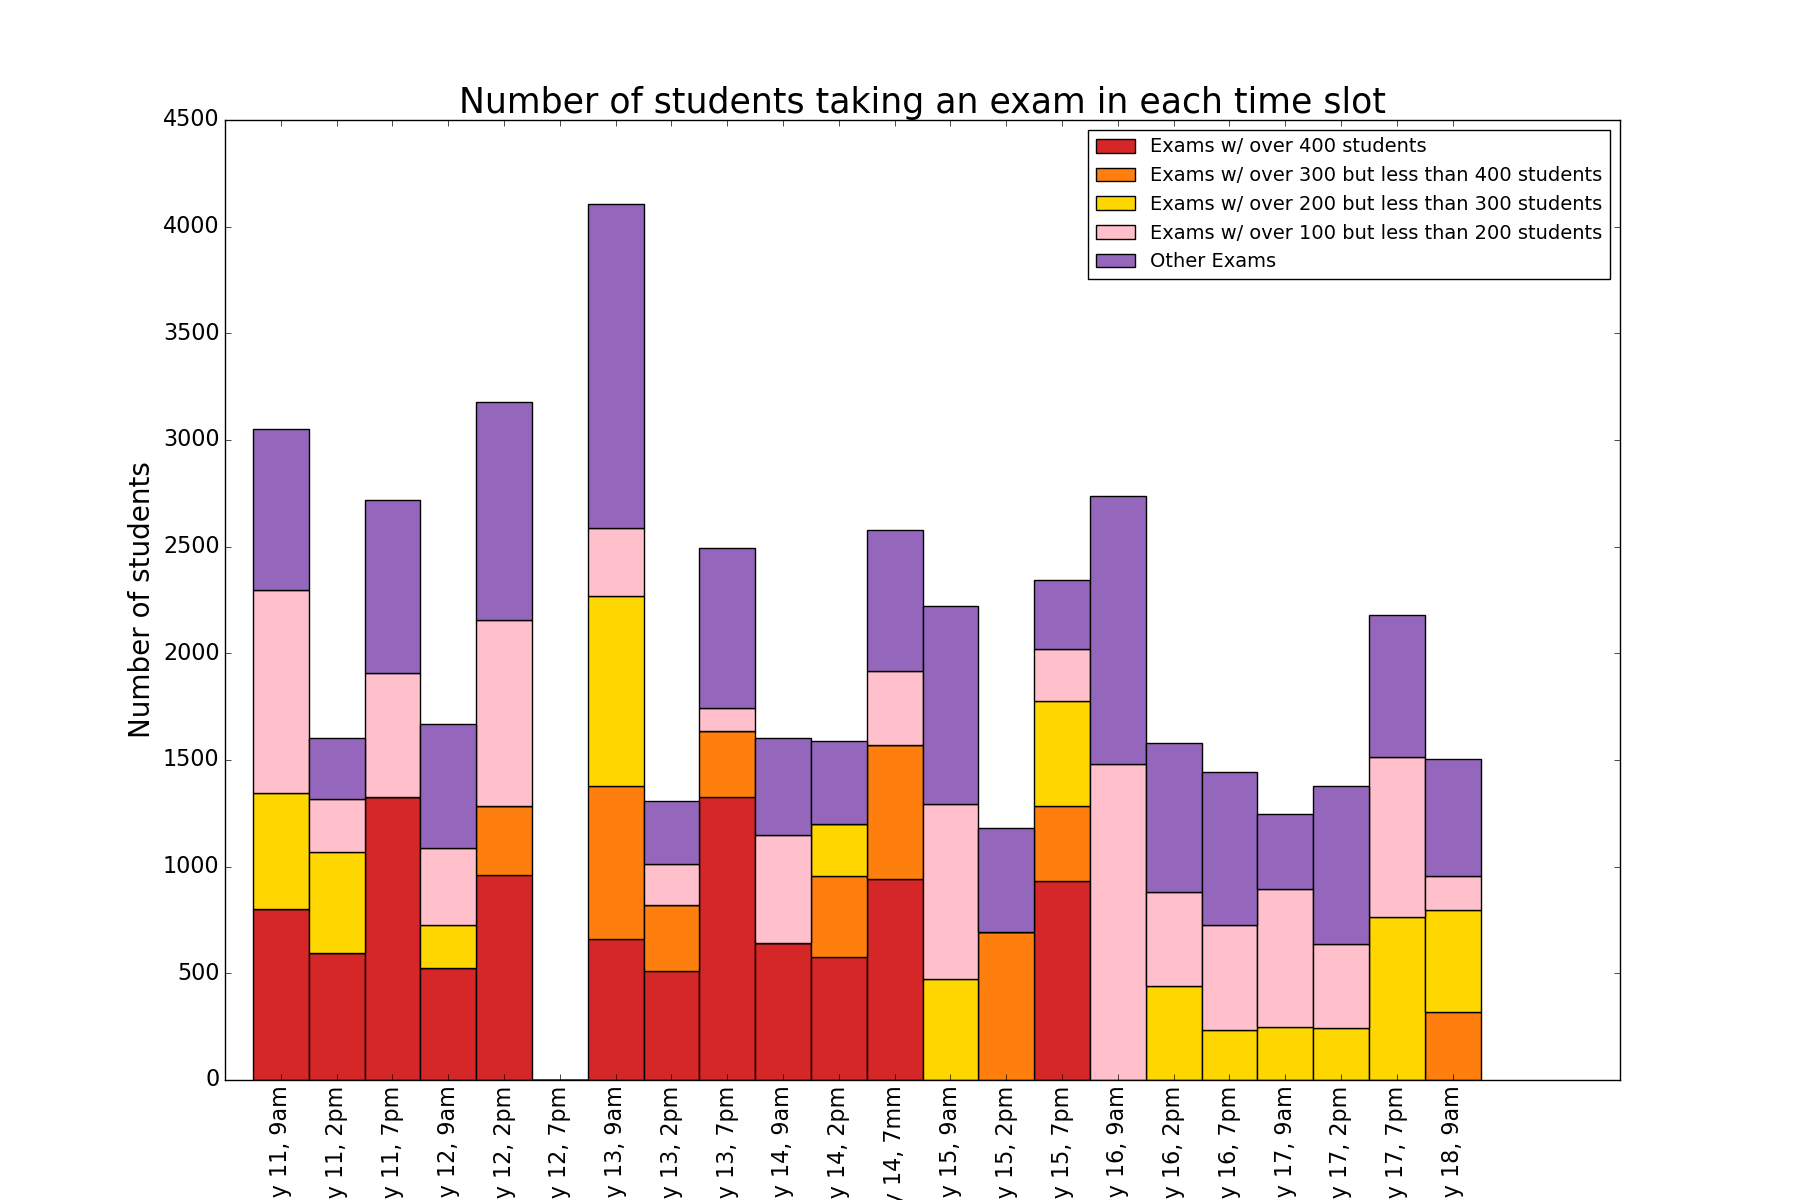 Number of students taking an exam in each time slot
Number of students
4500
4000
3500
3000
2500
2000
1500
1000
500
0
Exams w/ over 400 students
Exams w/ over 300 but less than 400 students
Exams w/ over 200 but less than 300 students
Exams w/ over 100 but less than 200 students
Other Exams
y 11, 9am
y 11, 2pm
y 11, 7pm
y 12, 9am
y 12, 2pm
y 12, 7pm
y 13, 9am
y 13, 2pm
y 13, 7pm
y 14, 9am
y 14, 2pm
y 14, 7mm
y 15, 9am
y 15, 2pm
y 15, 7pm
y 16, 9am
y 16, 2pm
y 16, 7pm
y 17, 9am
y 17, 2pm
y 17, 7pm
y 18, 9am